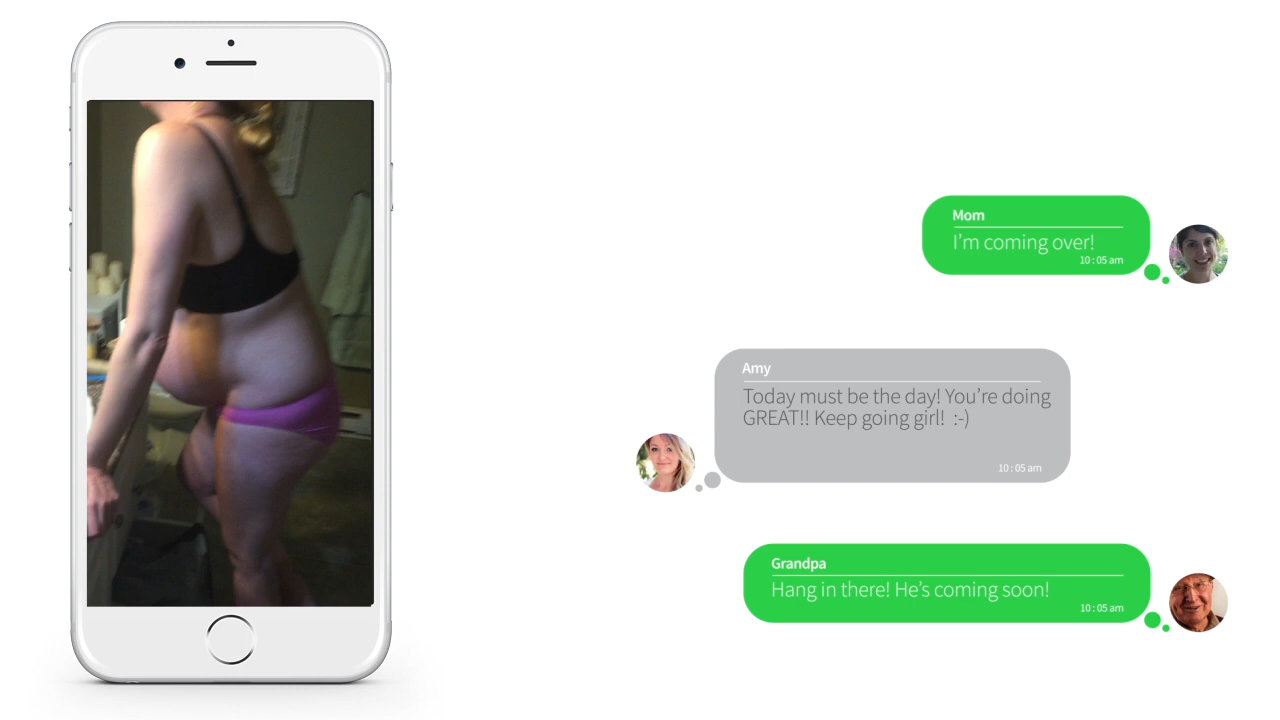 Mom
I'm coming over!
10 : 05 am
Amy
Today must be the day! You're doing
GREAT!! Keep going girl!  :-)
10 : 05 am
Grandpa
Hang in there! He's coming soon!
10 : 05 am